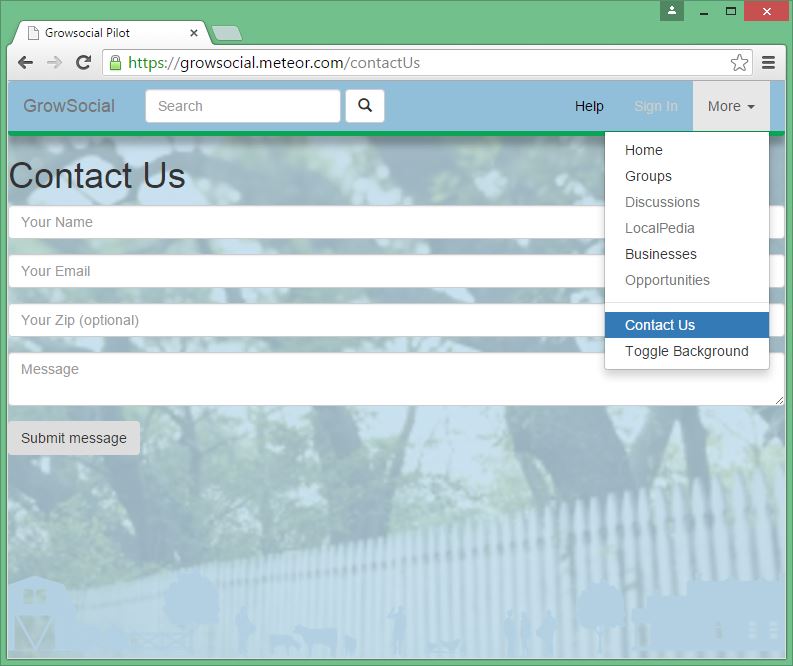 Growsocial Pilot
https://growsocial.meteor.com/contactUs
GrowSocial Search Help Sign In More
Home
Groups
Discussions
LocalPedia
Businesses
Opportunities
Contact Us
Toggle Background
Contact Us
Your Name
Your Email
Your Zip (optional)
Message
Submit message